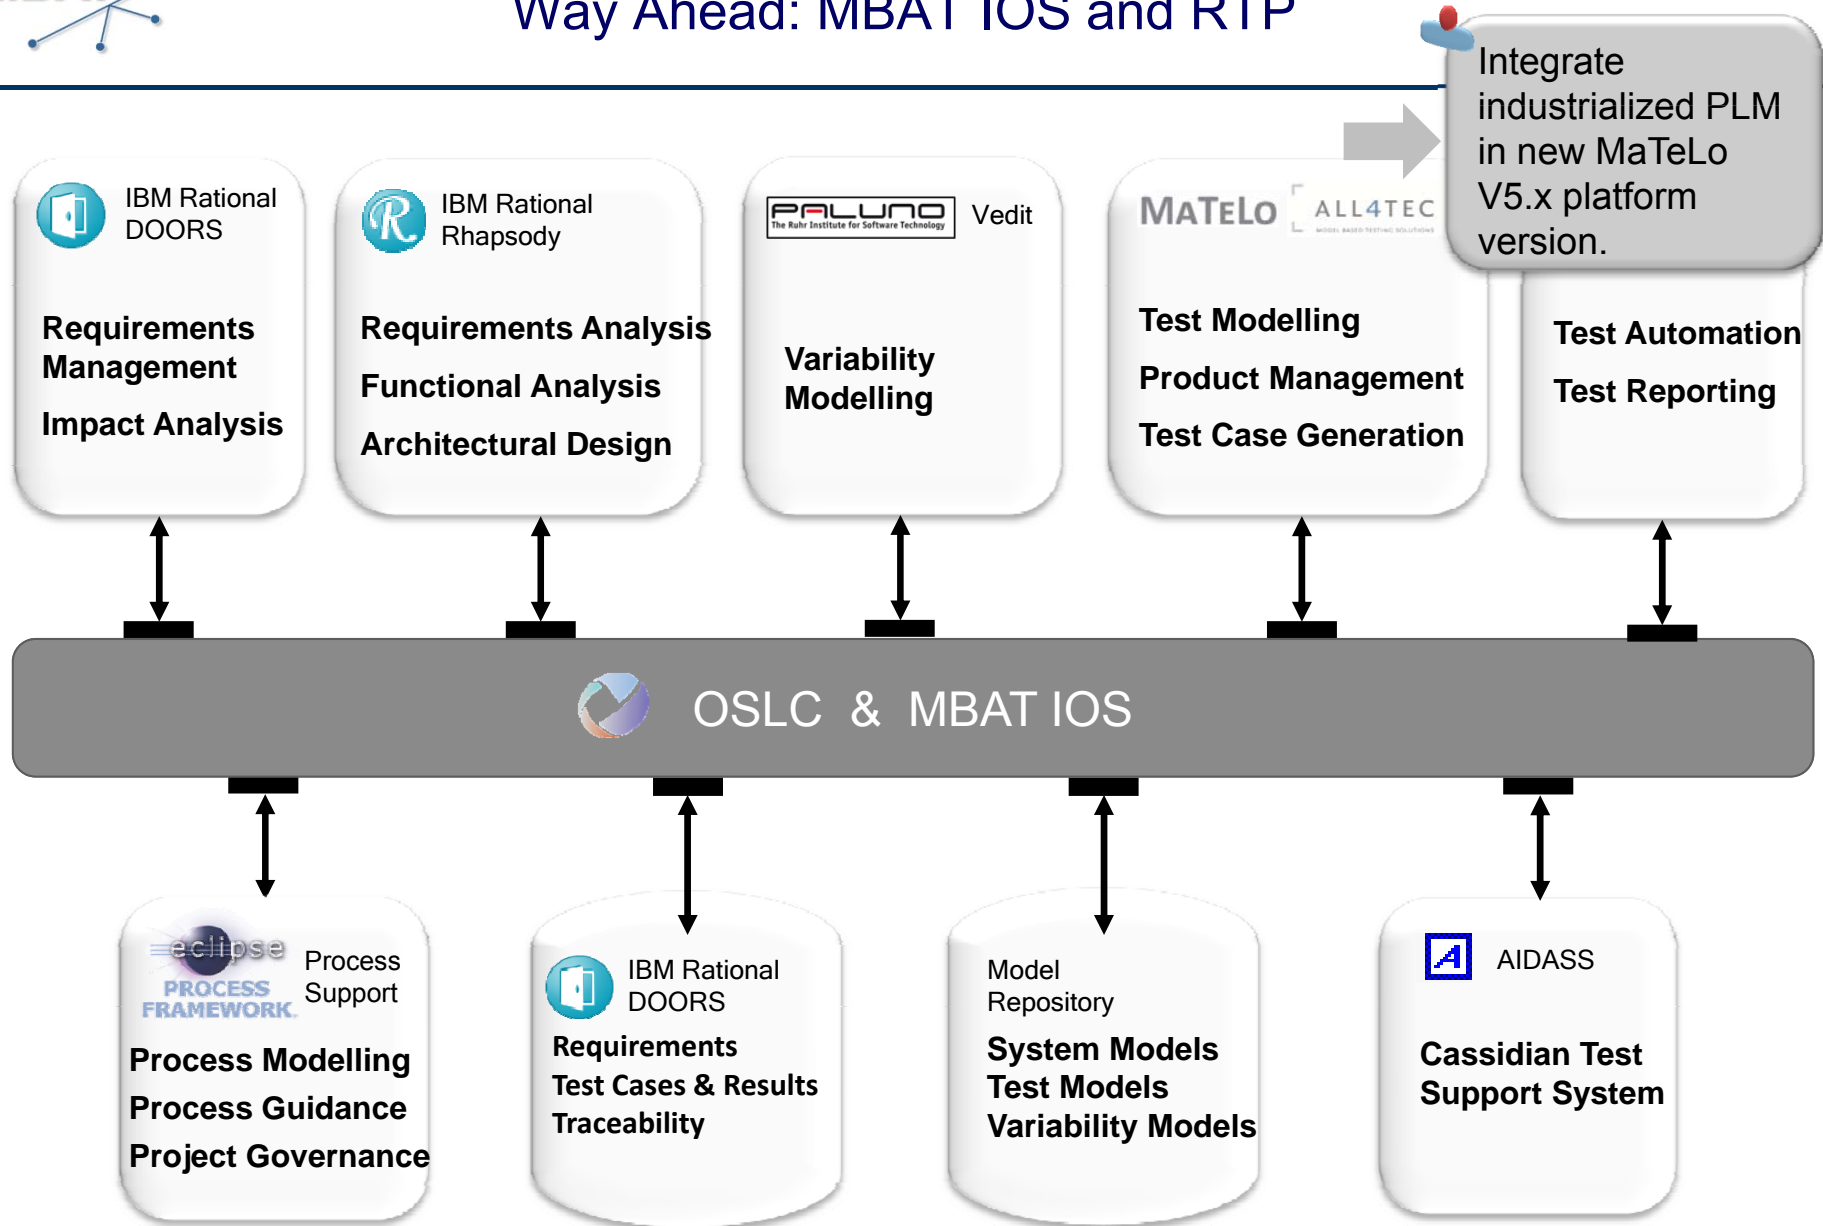 Way Ahead: MBAT IOS and RTP
Integrate
industrialized PLM
in new MaTeLo
V5.x platform
version.
IBM Rational
DOORS
Requirements
Management
Impact Analysis
IBM Rational
Rhapsody
Requirements Analysis
Functional Analysis
Architectural Design
PALUNO
The Ruhr Institute for Software Technology
Vedit
Variability
Modelling
MATELO
ALL4TEC
MODEL BASED TESTING SOLUTIONS
Test Modelling
Product Management
Test Case Generation
Test Automation
Test Reporting
OSLC & MBAT IOS
eclipse
PROCESS
FRAMEWORK
Process
Support
Process Modelling
Process Guidance
Project Governance
IBM Rational
DOORS
Requirements
Test Cases & Results
Traceability
Model
Repository
System Models
Test Models
Variability Models
A
AIDASS
Cassidian Test
Support System